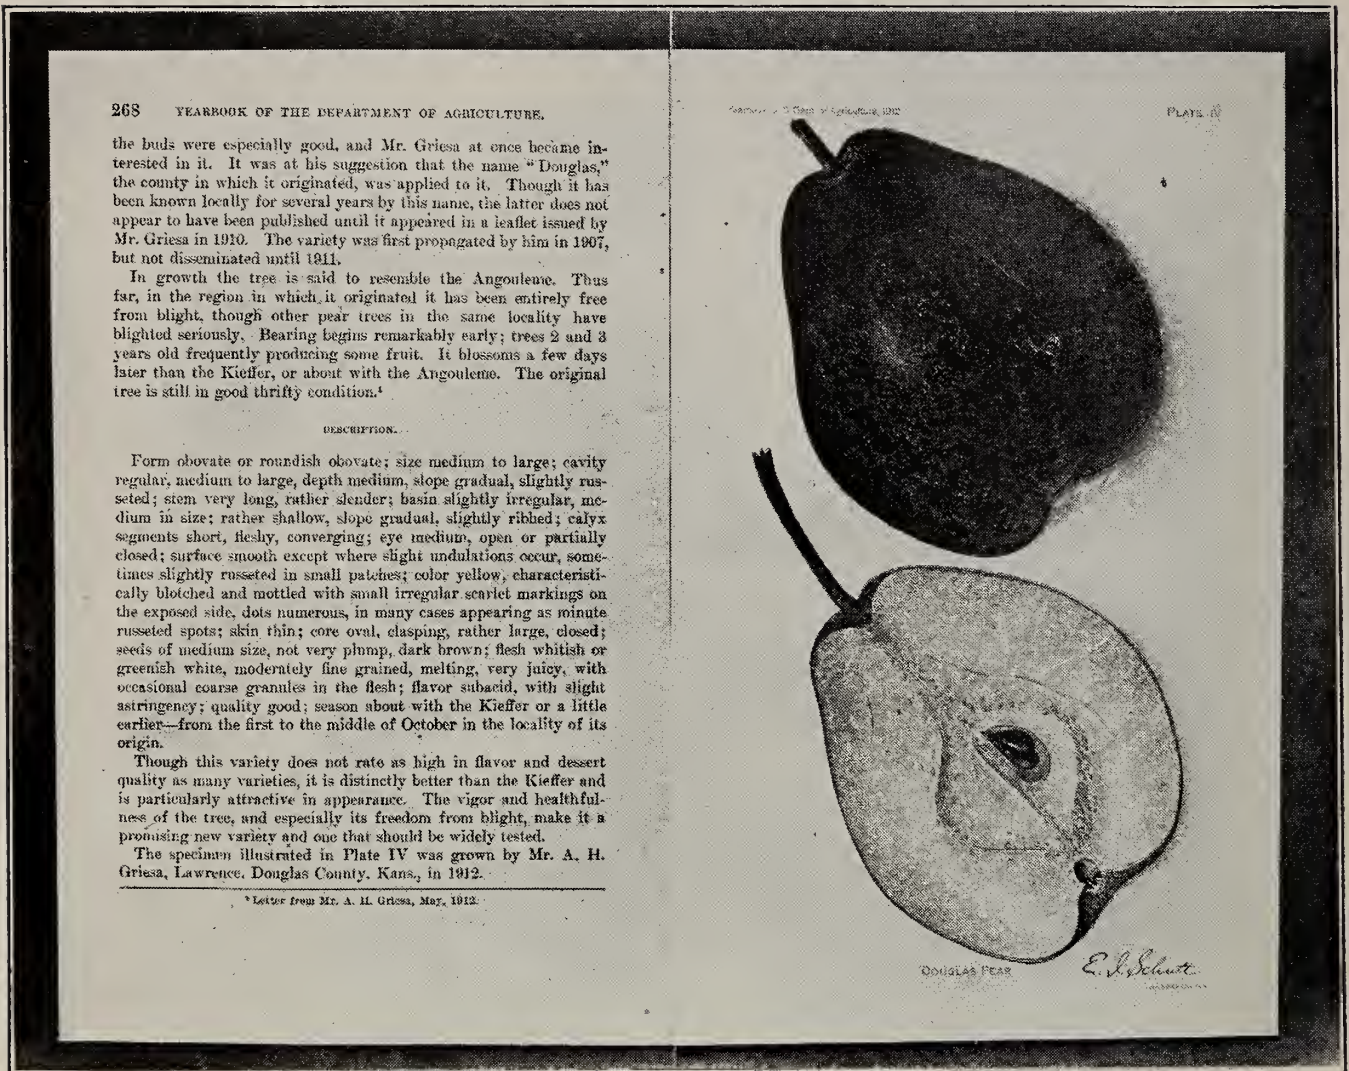 268 YEARBOOK OF THE DEPARTMENT OF AGRICULTURE.
the buds were especially good, and Mr. Griesa at once became in-
terested in it. It was at his suggestion that the name "Douglas,"
the county in which it originated, was applied to it. Though it has
been known locally for several years by this name, the latter does not
appear to have been published until it appeared in a leaflet issued by
Mr. Griesa in 1910. The variety was first propagated by him in 1907,
but not disseminated until 1911.
In growth the tree is said to resemble the Angouleme. Thus
far, in the region in which it originated it has been entirely free
from blight, though other pear trees in the same locality have
blighted seriously. Bearing begins remarkably early; trees 2 and 3
years old frequently producing some fruit. It blossoms a few days
later than the Kieffer, or about with the Angouleme. The original
tree is still in good thrifty condition.¹
DESCRIPTION.
Form obovate or roundish obovate; size medium to large; cavity
regular, medium to large, depth medium, slope gradual, slightly rus-
seted; stem very long, rather slender; basin slightly irregular, me-
dium in size; rather shallow, slope gradual, slightly ribbed; calyx
segments short, fleshy, converging; eye medium, open or partially
closed; surface smooth except where slight undulations occur, some-
times slightly russeted in small patches; color yellow, characteristi-
cally blotched and mottled with small irregular scarlet markings on
the exposed side, dots numerous, in many cases appearing as minute
russeted spots; skin thin; core oval, clasping, rather large, closed;
seeds of medium size, not very plump, dark brown; flesh whitish or
greenish white, moderately fine grained, melting, very juicy, with
occasional coarse granules in the flesh; flavor subacid, with slight
astringency; quality good; season about with the Kieffer or a little
earlier—from the first to the middle of October in the locality of its
origin.
Though this variety does not rate as high in flavor and dessert
quality as many varieties, it is distinctly better than the Kieffer and
is particularly attractive in appearance. The vigor and healthful-
ness of the tree, and especially its freedom from blight, make it a
promising new variety and one that should be widely tested.
The specimen illustrated in Plate IV was grown by Mr. A. H.
Griesa, Lawrence, Douglas County, Kans., in 1912.
¹ Letter from Mr. A. H. Griesa, May, 1912.
Yearbook U. S. Dept. of Agriculture, 1912
PLATE IV
DOUGLAS PEAR
E. I. Schutt